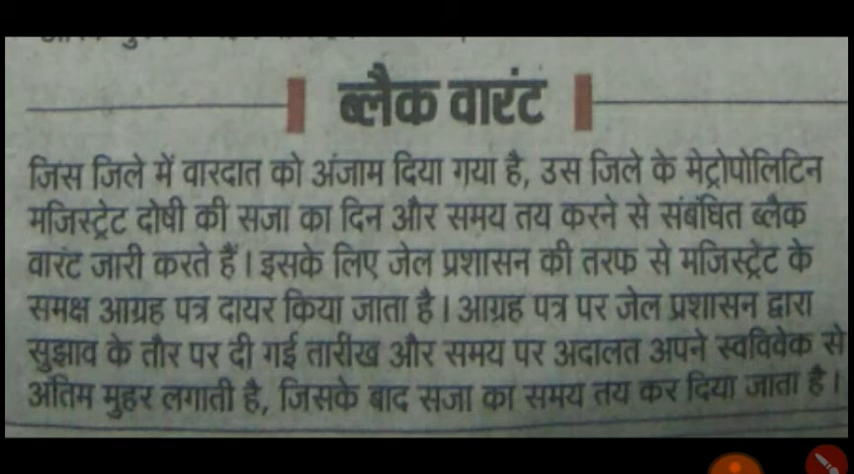 ब्लैक वारंट
जिस जिले में वारदात को अंजाम दिया गया है, उस जिले के मेट्रोपोलिटिन
मजिस्ट्रेट दोषी की सजा का दिन और समय तय करने से संबंधित ब्लैक
वारंट जारी करते हैं । इसके लिए जेल प्रशासन की तरफ से मजिस्ट्रेट के
समक्ष आग्रह पत्र दायर किया जाता है । आग्रह पत्र पर जेल प्रशासन द्वारा
सुझाव के तौर पर दी गई तारीख और समय पर अदालत अपने स्वविवेक से
अंतिम मुहर लगाती है, जिसके बाद सजा का समय तय कर दिया जाता है ।